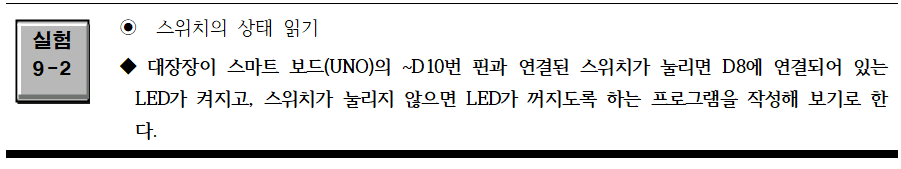 실험
9-2
◉ 스위치의 상태 읽기
◆ 대장장이 스마트 보드(UNO)의 ~D10번 핀과 연결된 스위치가 눌리면 D8에 연결되어 있는
LED가 켜지고, 스위치가 눌리지 않으면 LED가 꺼지도록 하는 프로그램을 작성해 보기로 한
다.